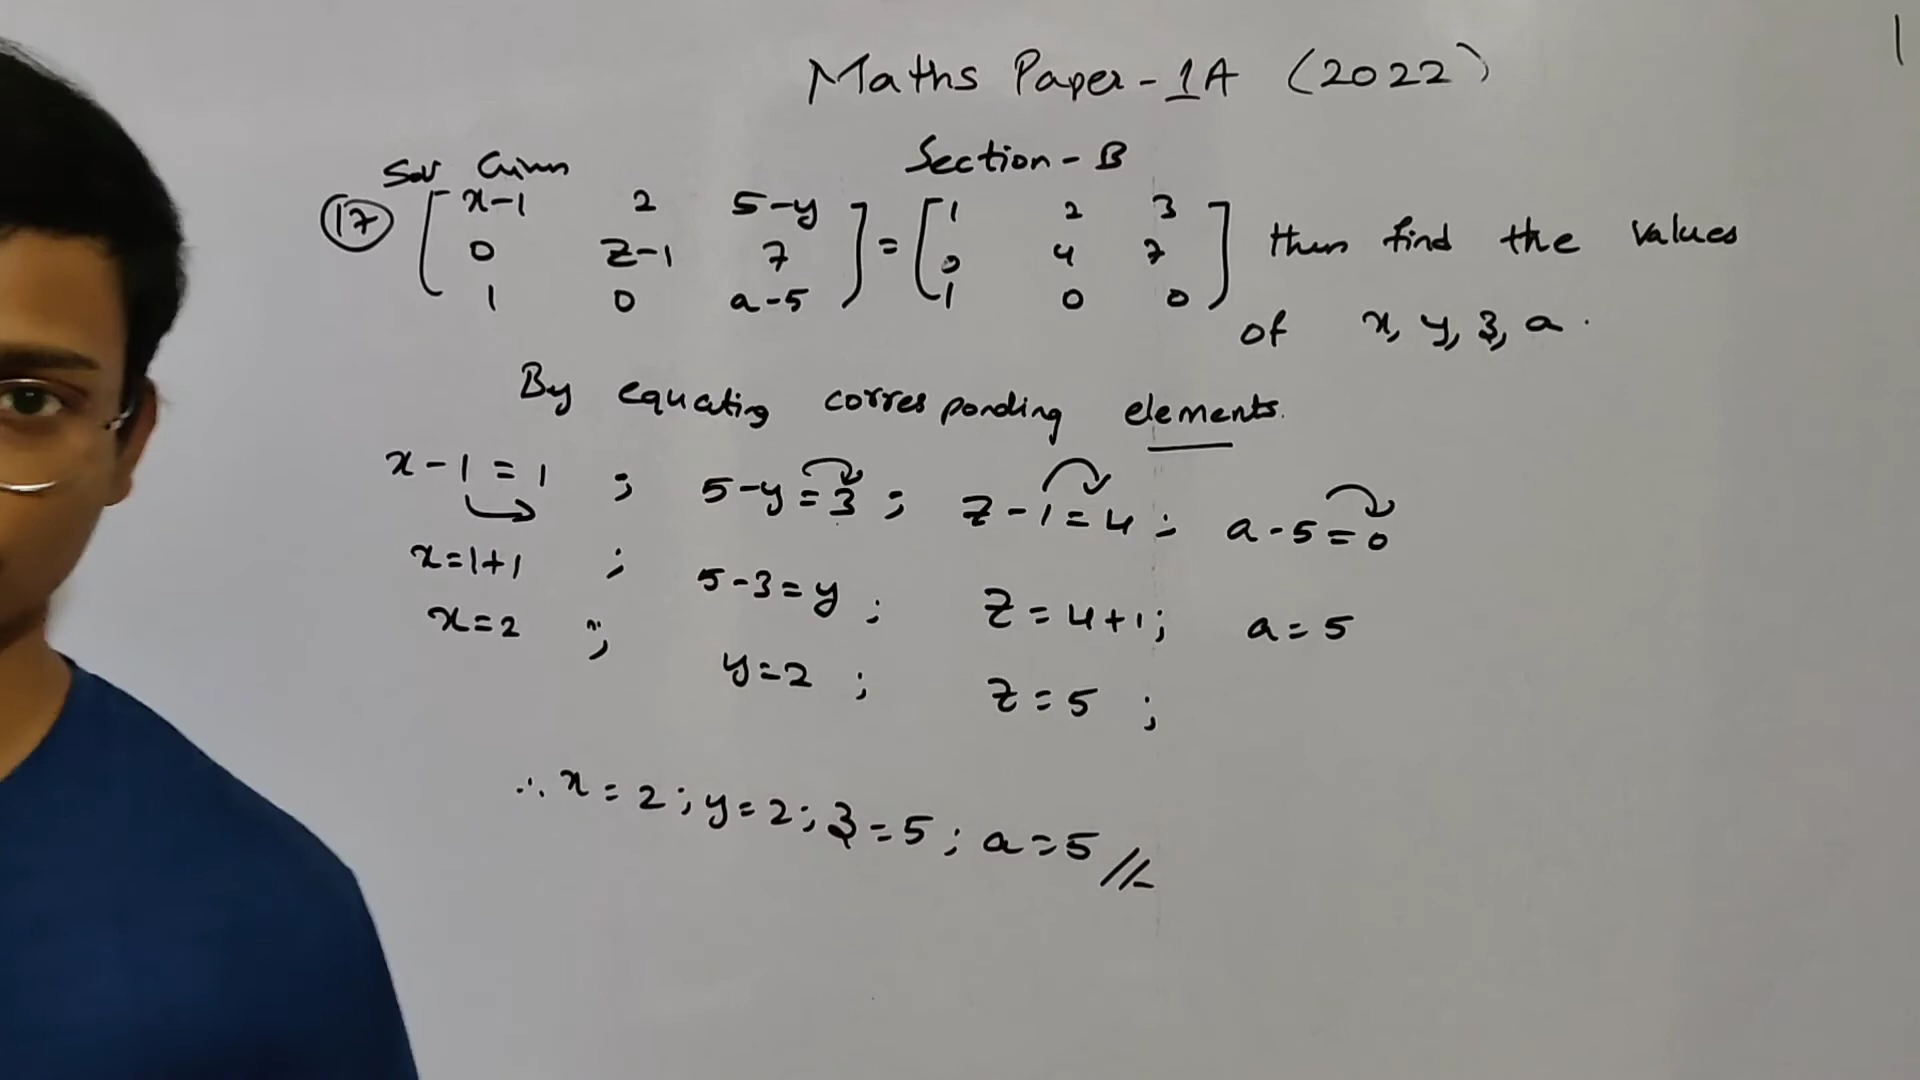 Maths Paper-1A (2022)
Section-B
Sol Given
(17) [x-1 2 5-y] = [1 2 3] then find the values
[0 z-1 7] [0 4 7]
[1 0 a-5] [1 0 0] of x, y, z, a.
By equating corresponding elements.
x-1=1 ; 5-y=3 ; z-1=4 ; a-5=0
x=1+1 ; 5-3=y ; z=4+1; a=5
x=2 ; y=2 ; z=5 ;
∴ x=2; y=2; z=5; a=5 //